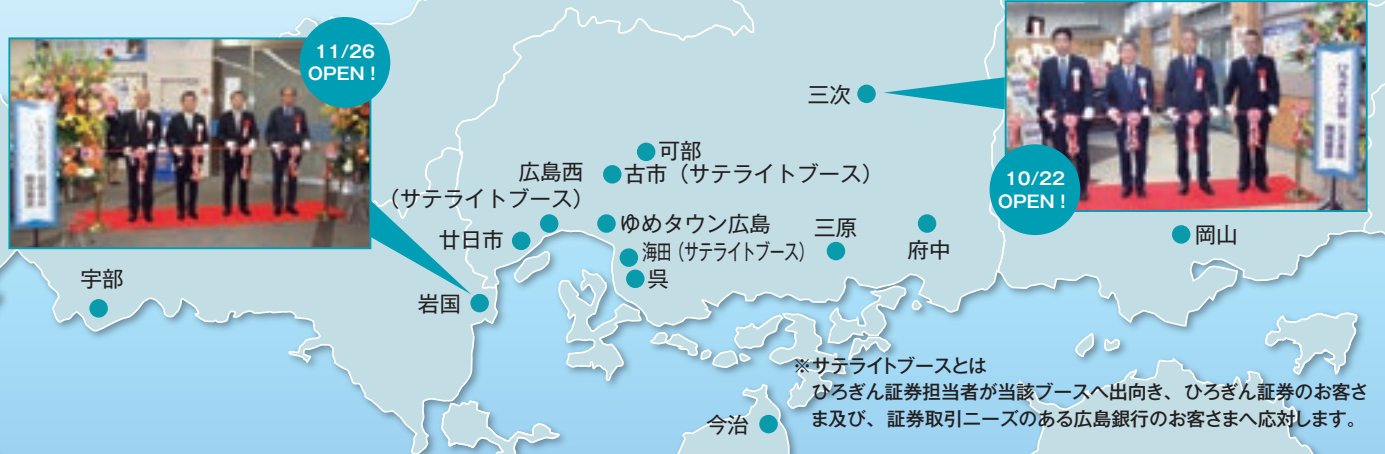 11/26
OPEN !
10/22
OPEN !
三次
可部
古市（サテライトブース）
広島西
（サテライトブース）
ゆめタウン広島
廿日市
海田（サテライトブース）
三原
府中
岡山
呉
宇部
岩国
今治
※サテライトブースとは
ひろぎん証券担当者が当該ブースへ出向き、ひろぎん証券のお客さ
ま及び、証券取引ニーズのある広島銀行のお客さまへ応対します。